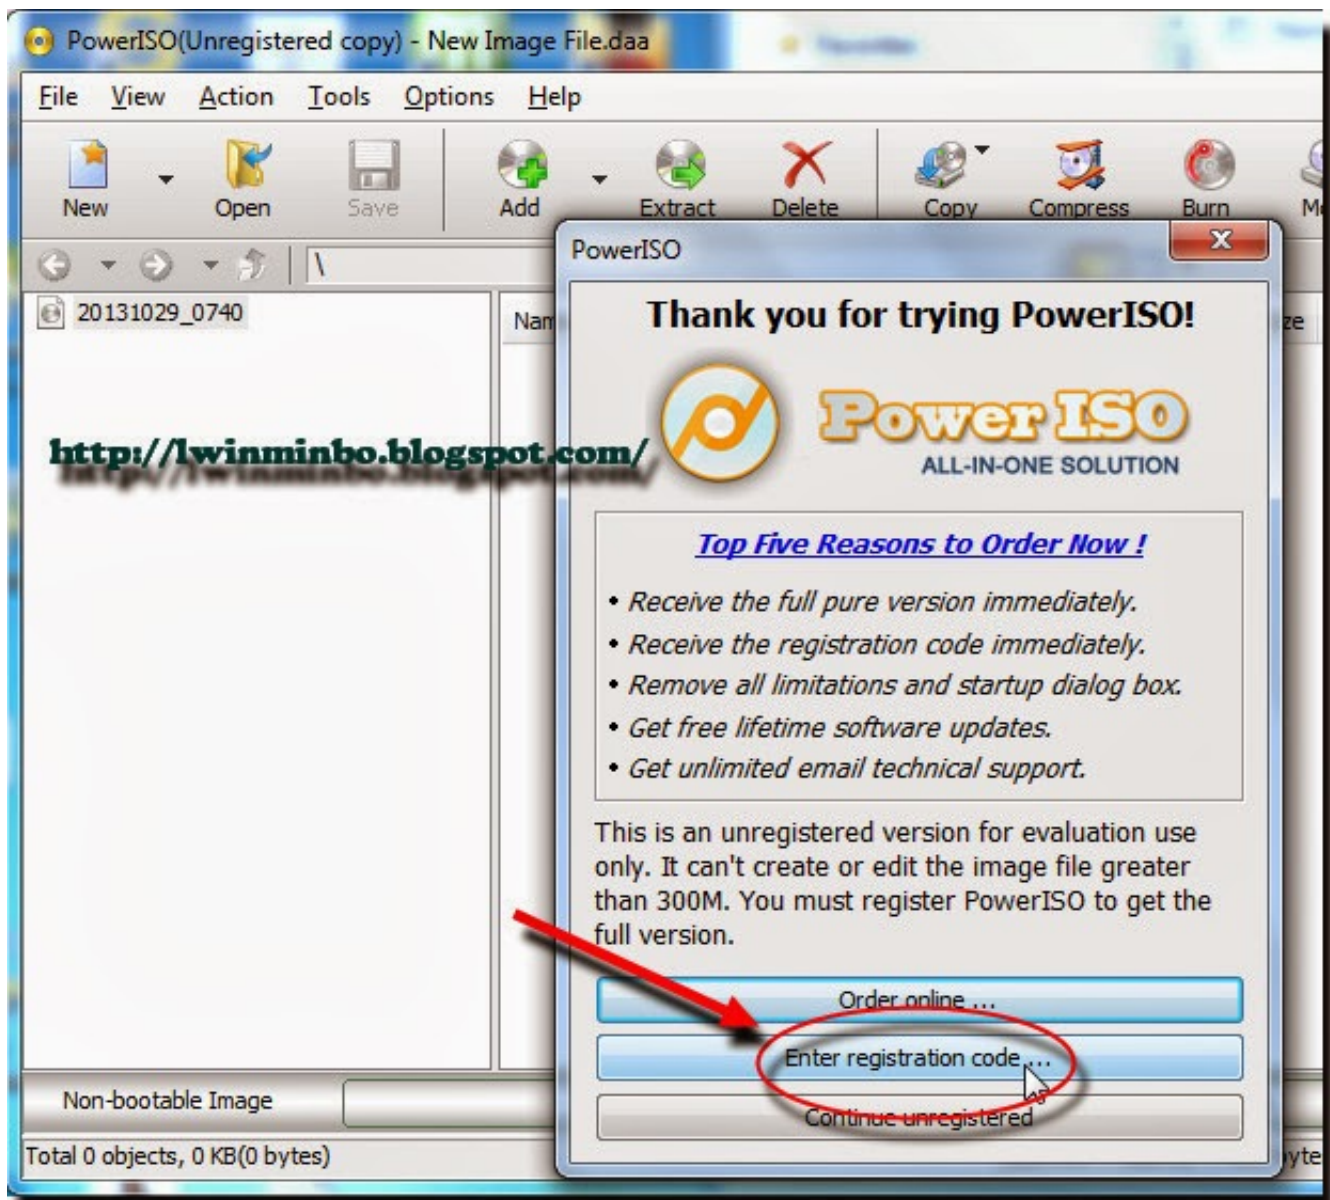 PowerISO(Unregistered copy) - New Image File.daa
File View Action Tools Options Help
New Open Save Add Extract Delete Copy Compress Burn
\
20131029_0740
PowerISO
Thank you for trying PowerISO!
Power ISO
ALL-IN-ONE SOLUTION
http://lwinminbo.blogspot.com/
Top Five Reasons to Order Now !
• Receive the full pure version immediately.
• Receive the registration code immediately.
• Remove all limitations and startup dialog box.
• Get free lifetime software updates.
• Get unlimited email technical support.
This is an unregistered version for evaluation use
only. It can't create or edit the image file greater
than 300M. You must register PowerISO to get the
full version.
Order online ...
Enter registration code ...
Continue unregistered
Non-bootable Image
Total 0 objects, 0 KB(0 bytes)